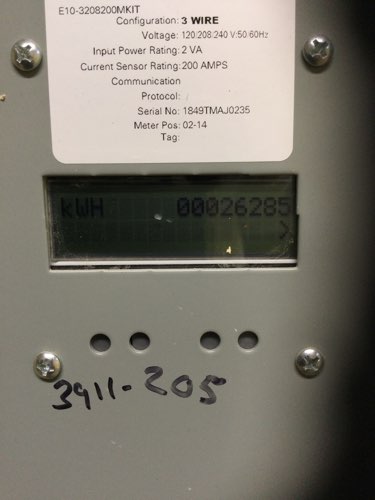 E10-3208200MKIT
Configuration: 3 WIRE
Voltage: 120:208:240 V:50:60Hz
Input Power Rating: 2 VA
Current Sensor Rating: 200 AMPS
Communication
Protocol:
Serial No: 1849TMAJ0235
Meter Pos: 02-14
Tag:
kWH 00026285
>
3911-205